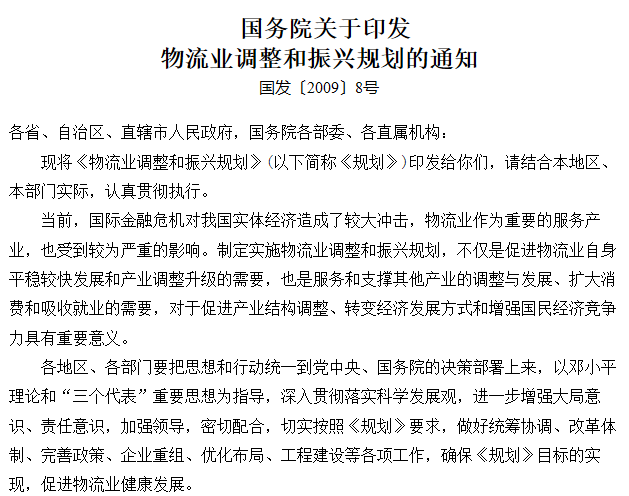 国务院关于印发
物流业调整和振兴规划的通知
国发〔2009〕8号
各省、自治区、直辖市人民政府，国务院各部委、各直属机构：
现将《物流业调整和振兴规划》(以下简称《规划》)印发给你们，请结合本地区、
本部门实际，认真贯彻执行。
当前，国际金融危机对我国实体经济造成了较大冲击，物流业作为重要的服务产
业，也受到较为严重的影响。制定实施物流业调整和振兴规划，不仅是促进物流业自身
平稳较快发展和产业调整升级的需要，也是服务和支撑其他产业的调整与发展、扩大消
费和吸收就业的需要，对于促进产业结构调整、转变经济发展方式和增强国民经济竞争
力具有重要意义。
各地区、各部门要把思想和行动统一到党中央、国务院的决策部署上来，以邓小平
理论和“三个代表”重要思想为指导，深入贯彻落实科学发展观，进一步增强大局意
识、责任意识，加强领导，密切配合，切实按照《规划》要求，做好统筹协调、改革体
制、完善政策、企业重组、优化布局、工程建设等各项工作，确保《规划》目标的实
现，促进物流业健康发展。